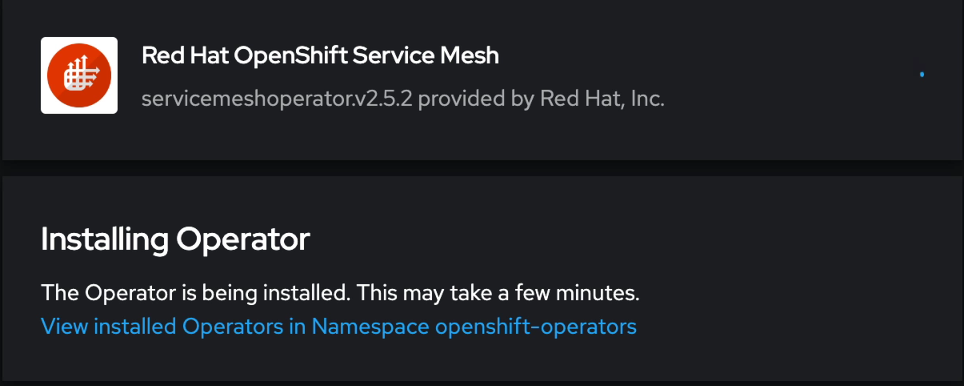 Red Hat OpenShift Service Mesh
servicemeshoperator.v2.5.2 provided by Red Hat, Inc.
Installing Operator
The Operator is being installed. This may take a few minutes.
View installed Operators in Namespace openshift-operators